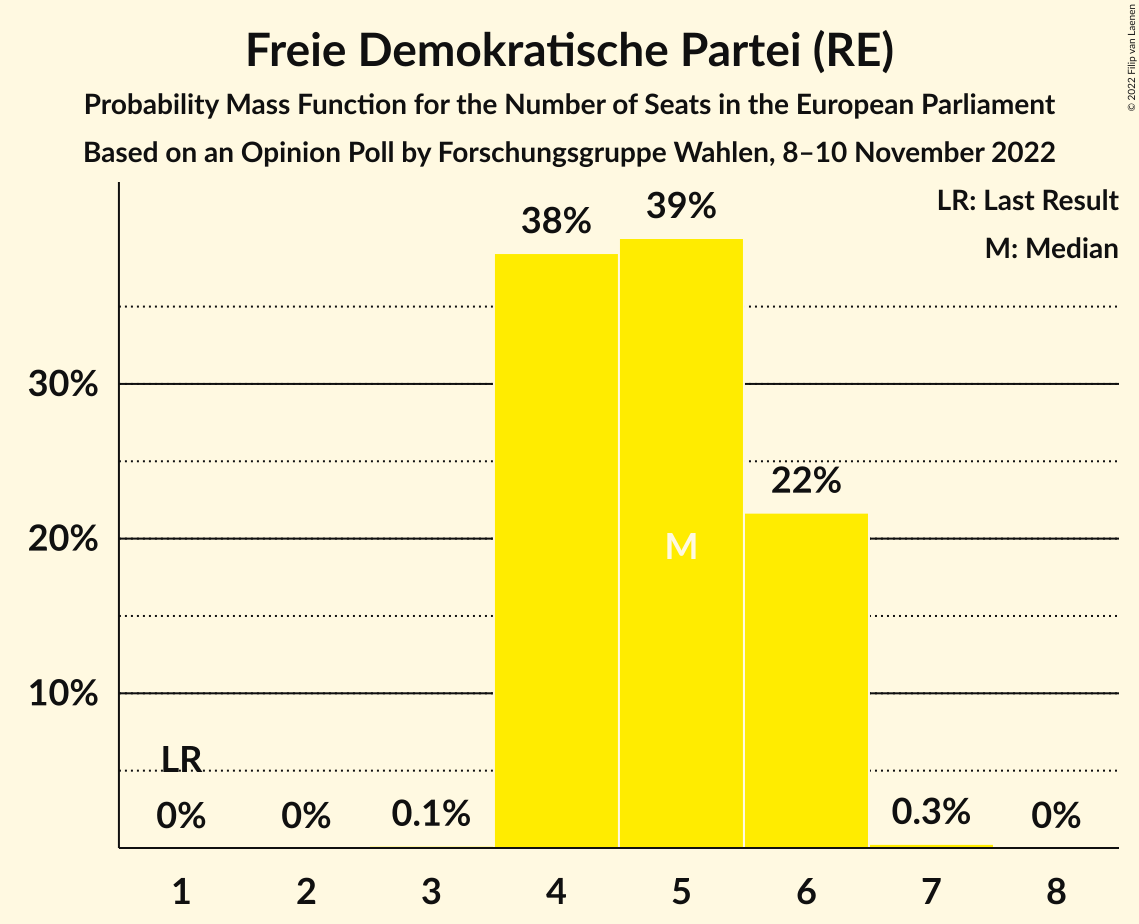 © 2022 Filip van Laenen
Freie Demokratische Partei (RE)
Probability Mass Function for the Number of Seats in the European Parliament
Based on an Opinion Poll by Forschungsgruppe Wahlen, 8–10 November 2022
LR: Last Result
M: Median
38%
39%
30%
22%
20%
M
10%
LR
0%
0%
0.1%
0.3%
0%
1
2
3
4
5
6
7
8